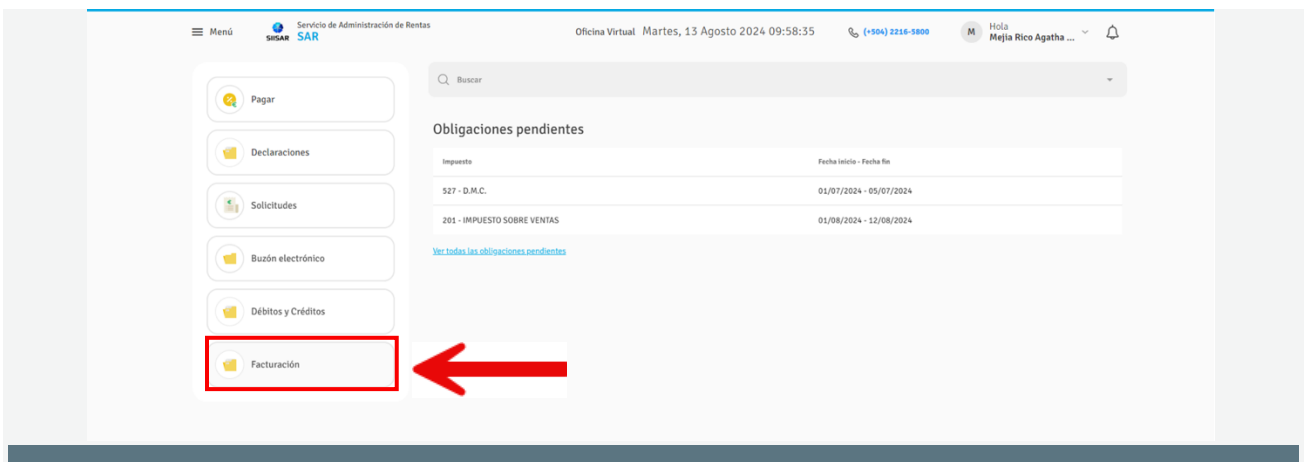 Menú
SIISAR
Servicio de Administración de Rentas
SAR
Oficina Virtual Martes, 13 Agosto 2024 09:58:35
(+504) 2216-5800
M
Hola
Mejia Rico Agatha ...
Pagar
Declaraciones
Solicitudes
Buzón electrónico
Débitos y Créditos
Facturación
Buscar
Obligaciones pendientes
Impuesto Fecha inicio - Fecha fin
527 - D.M.C. 01/07/2024 - 05/07/2024
201 - IMPUESTO SOBRE VENTAS 01/08/2024 - 12/08/2024
Ver todas las obligaciones pendientes